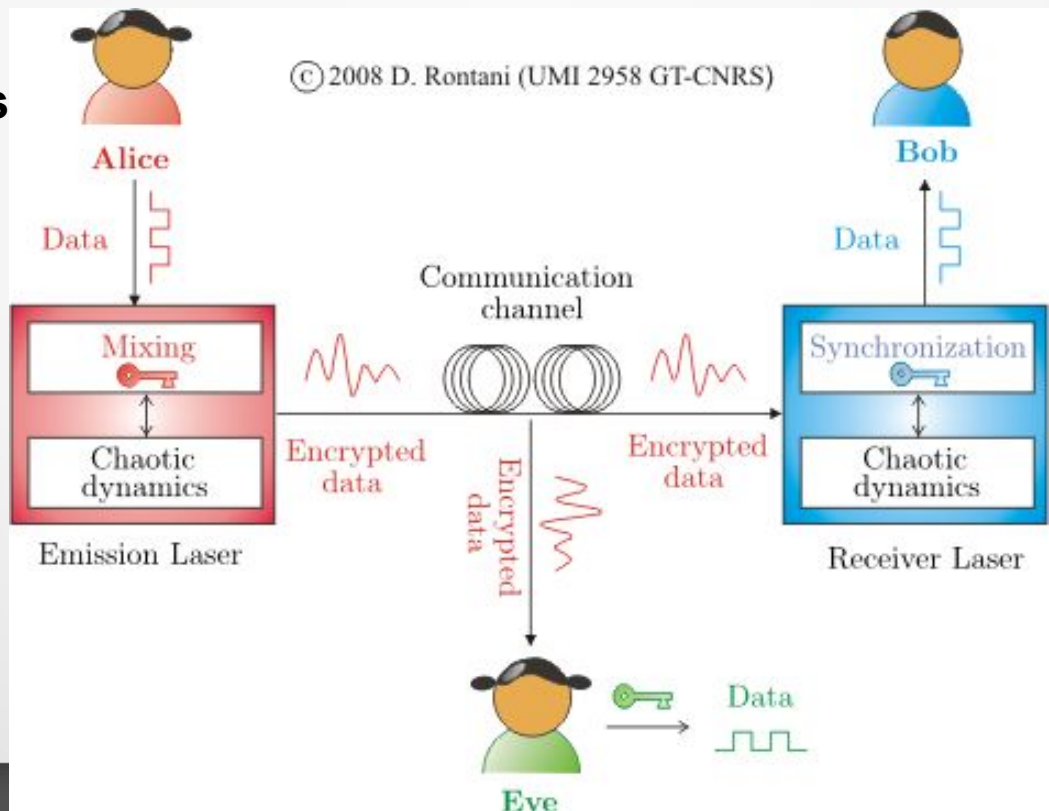 s
© 2008 D. Rontani (UMI 2958 GT-CNRS)
Alice
Bob
Data
Data
Communication
channel
Mixing
Synchronization
Chaotic
dynamics
Encrypted
data
Encrypted
data
Encrypted
data
Chaotic
dynamics
Emission Laser
Receiver Laser
Data
Eve